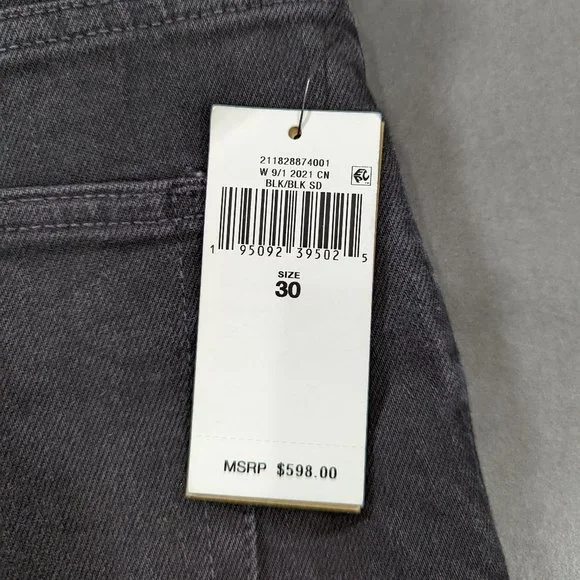 211828874001
W 9/1 2021 CN
BLK/BLK SD
1 95092 39502 5
SIZE
30
MSRP $598.00